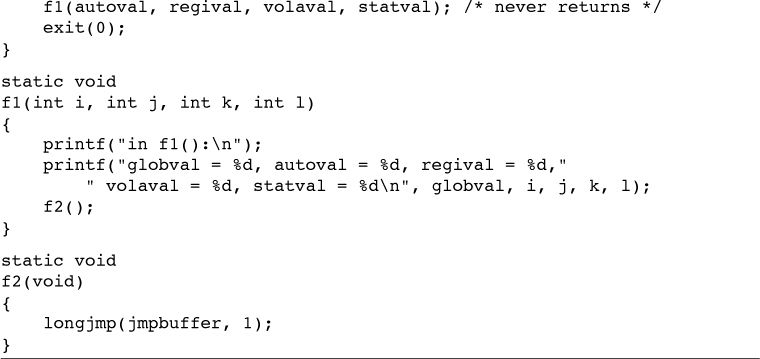 f1(autoval, regival, volaval, statval); /* never returns */
    exit(0);
}
static void
f1(int i, int j, int k, int l)
{
    printf("in f1():\n");
    printf("globval = %d, autoval = %d, regival = %d,"
        " volaval = %d, statval = %d\n", globval, i, j, k, l);
    f2();
}
static void
f2(void)
{
    longjmp(jmpbuffer, 1);
}